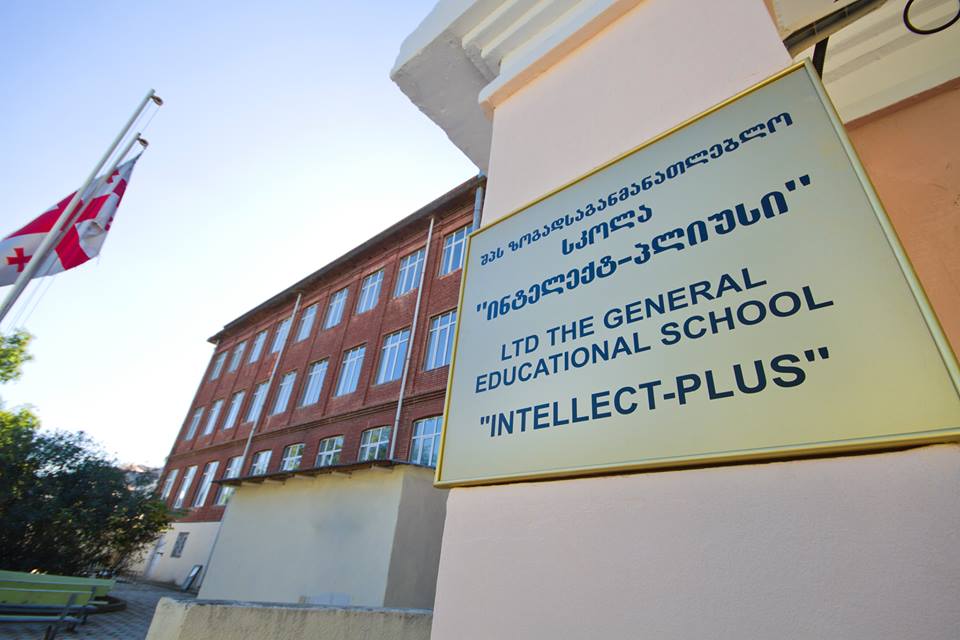 შპს ზოგადსაგანმანათლებლო
სკოლა
"ინტელექტ-პლიუსი"
LTD THE GENERAL
EDUCATIONAL SCHOOL
"INTELLECT-PLUS"